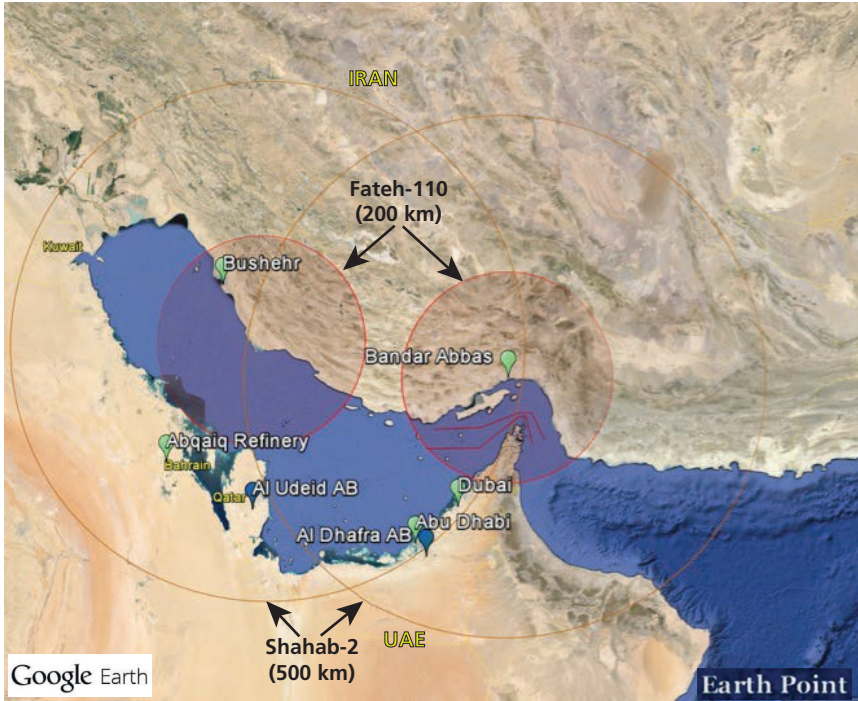 IRAN
Fateh-110
(200 km)
Kuwait
Bushehr
Bandar Abbas
Abqaiq Refinery
Bahrain
Qatar
Al Udeid AB
Dubai
Abu Dhabi
Al Dhafra AB
Shahab-2
(500 km)
UAE
Google Earth
Earth Point